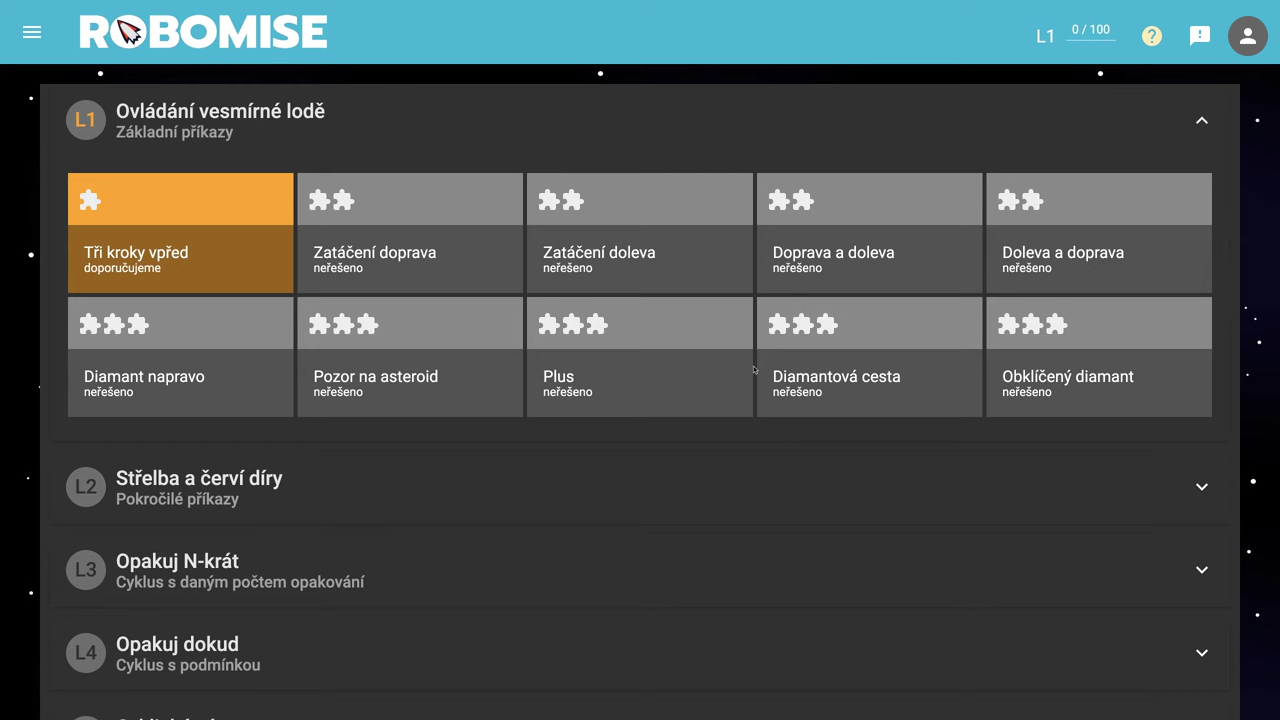 ROBOMISE
L1 0 / 100
L1 Ovládání vesmírné lodě
Základní příkazy
Tři kroky vpřed
doporučujeme
Zatáčení doprava
neřešeno
Zatáčení doleva
neřešeno
Doprava a doleva
neřešeno
Doleva a doprava
neřešeno
Diamant napravo
neřešeno
Pozor na asteroid
neřešeno
Plus
neřešeno
Diamantová cesta
neřešeno
Obklíčený diamant
neřešeno
L2 Střelba a červí díry
Pokročilé příkazy
L3 Opakuj N-krát
Cyklus s daným počtem opakování
L4 Opakuj dokud
Cyklus s podmínkou